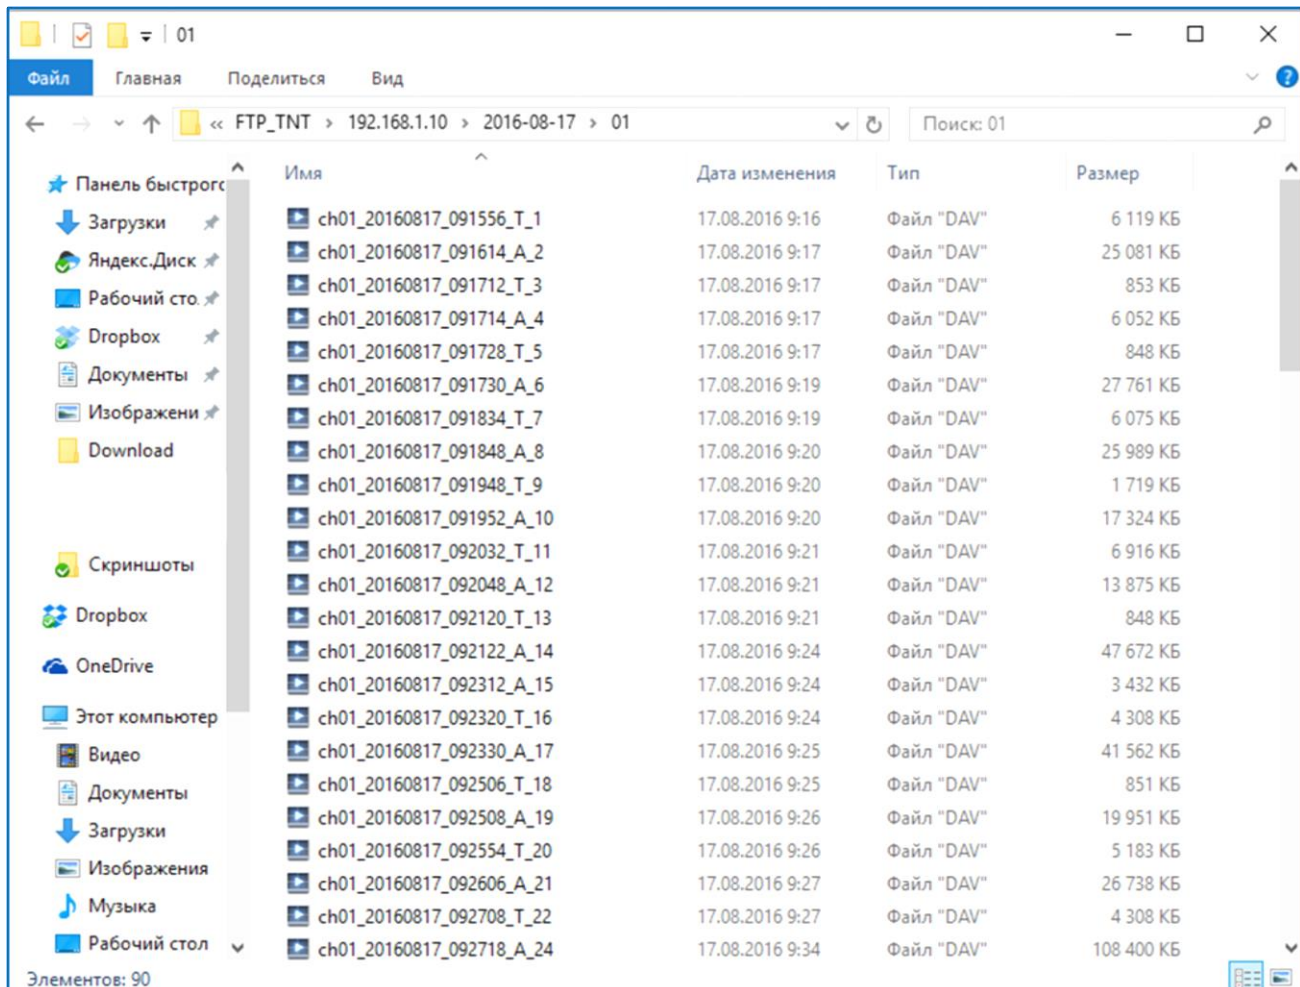 01
Файл Главная Поделиться Вид
« FTP_TNT > 192.168.1.10 > 2016-08-17 > 01 Поиск: 01
Имя Дата изменения Тип Размер
Панель быстрого
Загрузки
Яндекс.Диск
Рабочий сто
Dropbox
Документы
Изображени
Download
Скриншоты
Dropbox
OneDrive
Этот компьютер
Видео
Документы
Загрузки
Изображения
Музыка
Рабочий стол
ch01_20160817_091556_T_1 17.08.2016 9:16 Файл "DAV" 6 119 КБ
ch01_20160817_091614_A_2 17.08.2016 9:17 Файл "DAV" 25 081 КБ
ch01_20160817_091712_T_3 17.08.2016 9:17 Файл "DAV" 853 КБ
ch01_20160817_091714_A_4 17.08.2016 9:17 Файл "DAV" 6 052 КБ
ch01_20160817_091728_T_5 17.08.2016 9:17 Файл "DAV" 848 КБ
ch01_20160817_091730_A_6 17.08.2016 9:19 Файл "DAV" 27 761 КБ
ch01_20160817_091834_T_7 17.08.2016 9:19 Файл "DAV" 6 075 КБ
ch01_20160817_091848_A_8 17.08.2016 9:20 Файл "DAV" 25 989 КБ
ch01_20160817_091948_T_9 17.08.2016 9:20 Файл "DAV" 1 719 КБ
ch01_20160817_091952_A_10 17.08.2016 9:20 Файл "DAV" 17 324 КБ
ch01_20160817_092032_T_11 17.08.2016 9:21 Файл "DAV" 6 916 КБ
ch01_20160817_092048_A_12 17.08.2016 9:21 Файл "DAV" 13 875 КБ
ch01_20160817_092120_T_13 17.08.2016 9:21 Файл "DAV" 848 КБ
ch01_20160817_092122_A_14 17.08.2016 9:24 Файл "DAV" 47 672 КБ
ch01_20160817_092312_A_15 17.08.2016 9:24 Файл "DAV" 3 432 КБ
ch01_20160817_092320_T_16 17.08.2016 9:24 Файл "DAV" 4 308 КБ
ch01_20160817_092330_A_17 17.08.2016 9:25 Файл "DAV" 41 562 КБ
ch01_20160817_092506_T_18 17.08.2016 9:25 Файл "DAV" 851 КБ
ch01_20160817_092508_A_19 17.08.2016 9:26 Файл "DAV" 19 951 КБ
ch01_20160817_092554_T_20 17.08.2016 9:26 Файл "DAV" 5 183 КБ
ch01_20160817_092606_A_21 17.08.2016 9:27 Файл "DAV" 26 738 КБ
ch01_20160817_092708_T_22 17.08.2016 9:27 Файл "DAV" 4 308 КБ
ch01_20160817_092718_A_24 17.08.2016 9:34 Файл "DAV" 108 400 КБ
Элементов: 90